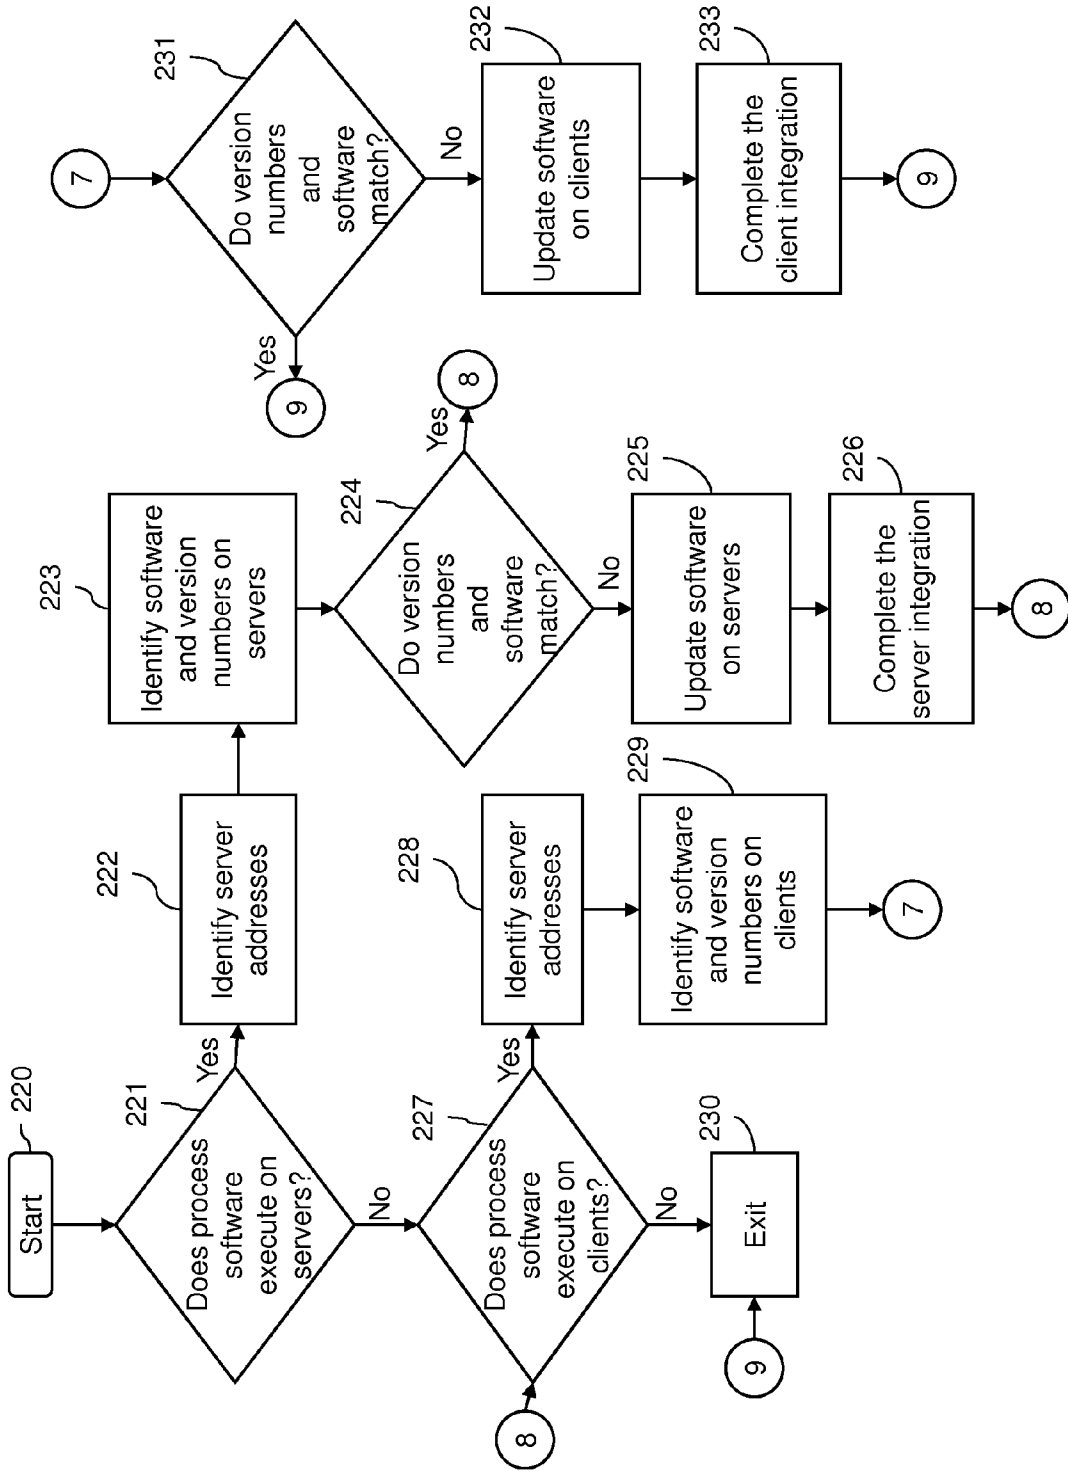 220
Start
221
Does process
software
execute on
servers?
Yes
No
222
Identify server
addresses
223
Identify software
and version
numbers on
servers
224
Do version
numbers
and
software
match?
Yes
8
No
225
Update software
on servers
226
Complete the
server integration
8
8
227
Does process
software
execute on
clients?
Yes
No
228
Identify server
addresses
229
Identify software
and version
numbers on
clients
7
9
230
Exit
7
231
Do version
numbers
and
software
match?
Yes
9
No
232
Update software
on clients
233
Complete the
client integration
9